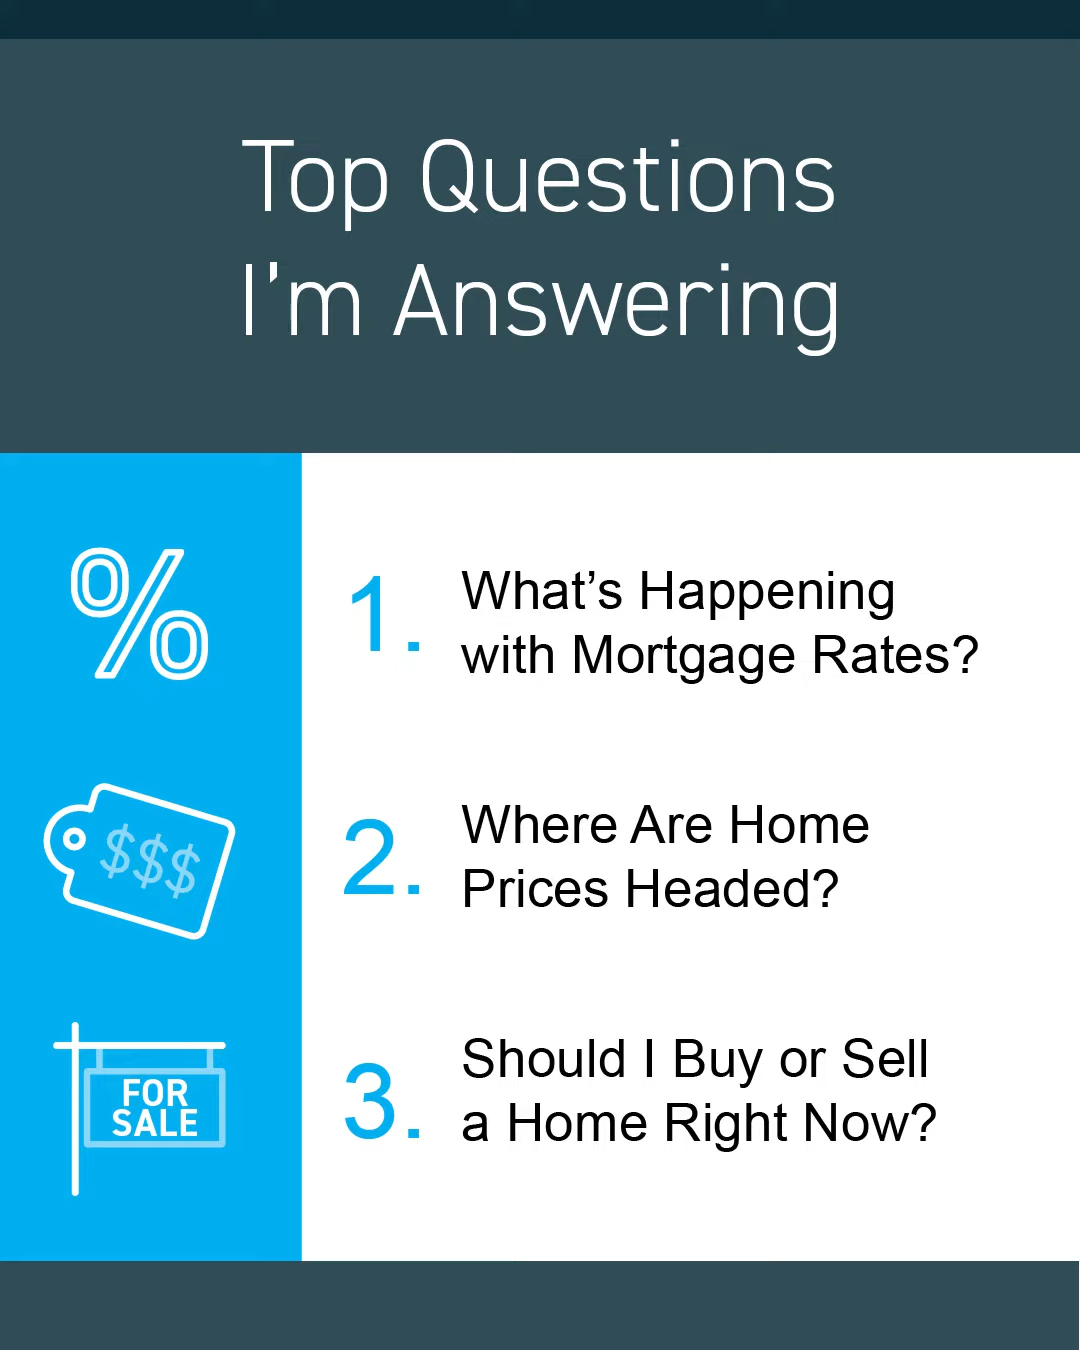 Top Questions
I’m Answering
%
1. What’s Happening
with Mortgage Rates?
$$$
2. Where Are Home
Prices Headed?
FOR
SALE
3. Should I Buy or Sell
a Home Right Now?